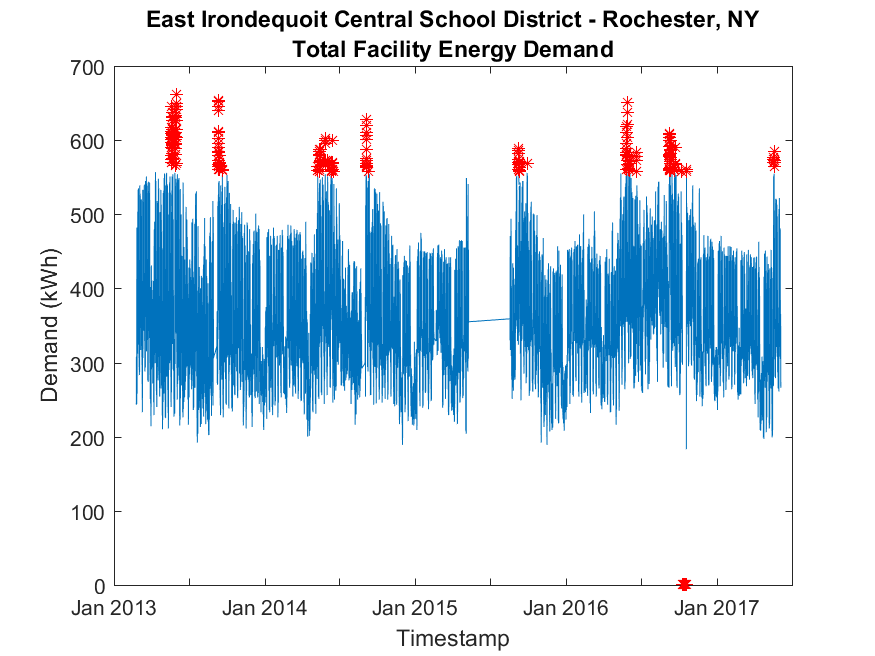 East Irondequoit Central School District - Rochester, NY
Total Facility Energy Demand
700
600
500
400
300
200
100
0
Demand (kWh)
Jan 2013 Jan 2014 Jan 2015 Jan 2016 Jan 2017
Timestamp